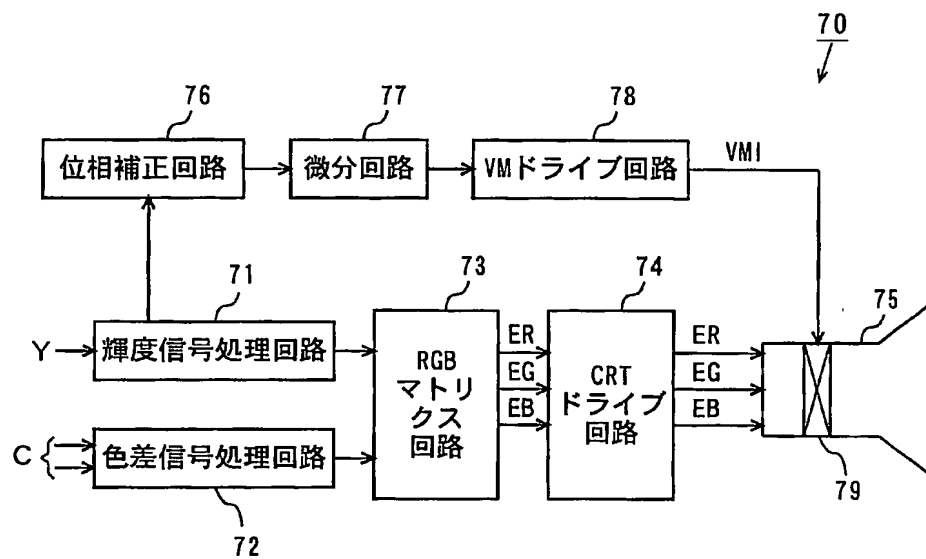 70
76
77
78
位相補正回路
微分回路
VMドライブ回路
VMI
71
73
74
75
Y
輝度信号処理回路
RGB
マトリ
クス
回路
ER
EG
EB
CRT
ドライブ
回路
ER
EG
EB
C
色差信号処理回路
72
79